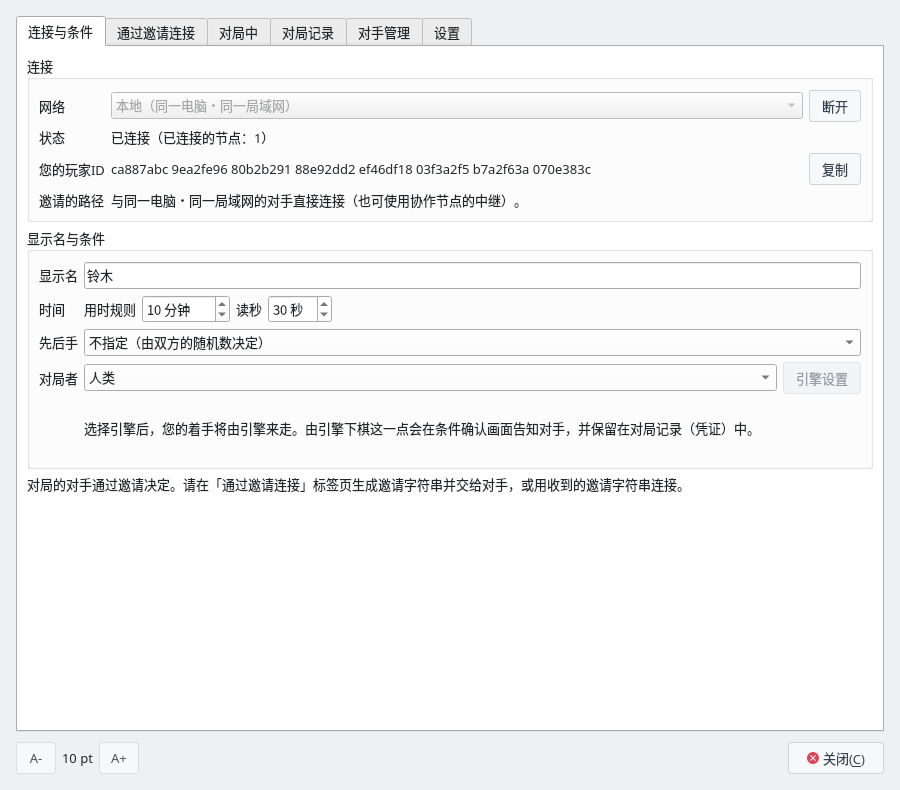 连接与条件 通过邀请连接 对局中 对局记录 对手管理 设置
连接
网络 本地（同一电脑・同一局域网） 断开
状态 已连接（已连接的节点：1）
您的玩家ID ca887abc 9ea2fe96 80b2b291 88e92dd2 ef46df18 03f3a2f5 b7a2f63a 070e383c 复制
邀请的路径 与同一电脑・同一局域网的对手直接连接（也可使用协作节点的中继）。
显示名与条件
显示名 铃木
时间 用时规则 10 分钟 读秒 30 秒
先后手 不指定（由双方的随机数决定）
对局者 人类 引擎设置
选择引擎后，您的着手将由引擎来走。由引擎下棋这一点会在条件确认画面告知对手，并保留在对局记录（凭证）中。
对局的对手通过邀请决定。请在「通过邀请连接」标签页生成邀请字符串并交给对手，或用收到的邀请字符串连接。
A- 10 pt A+ 关闭(C)